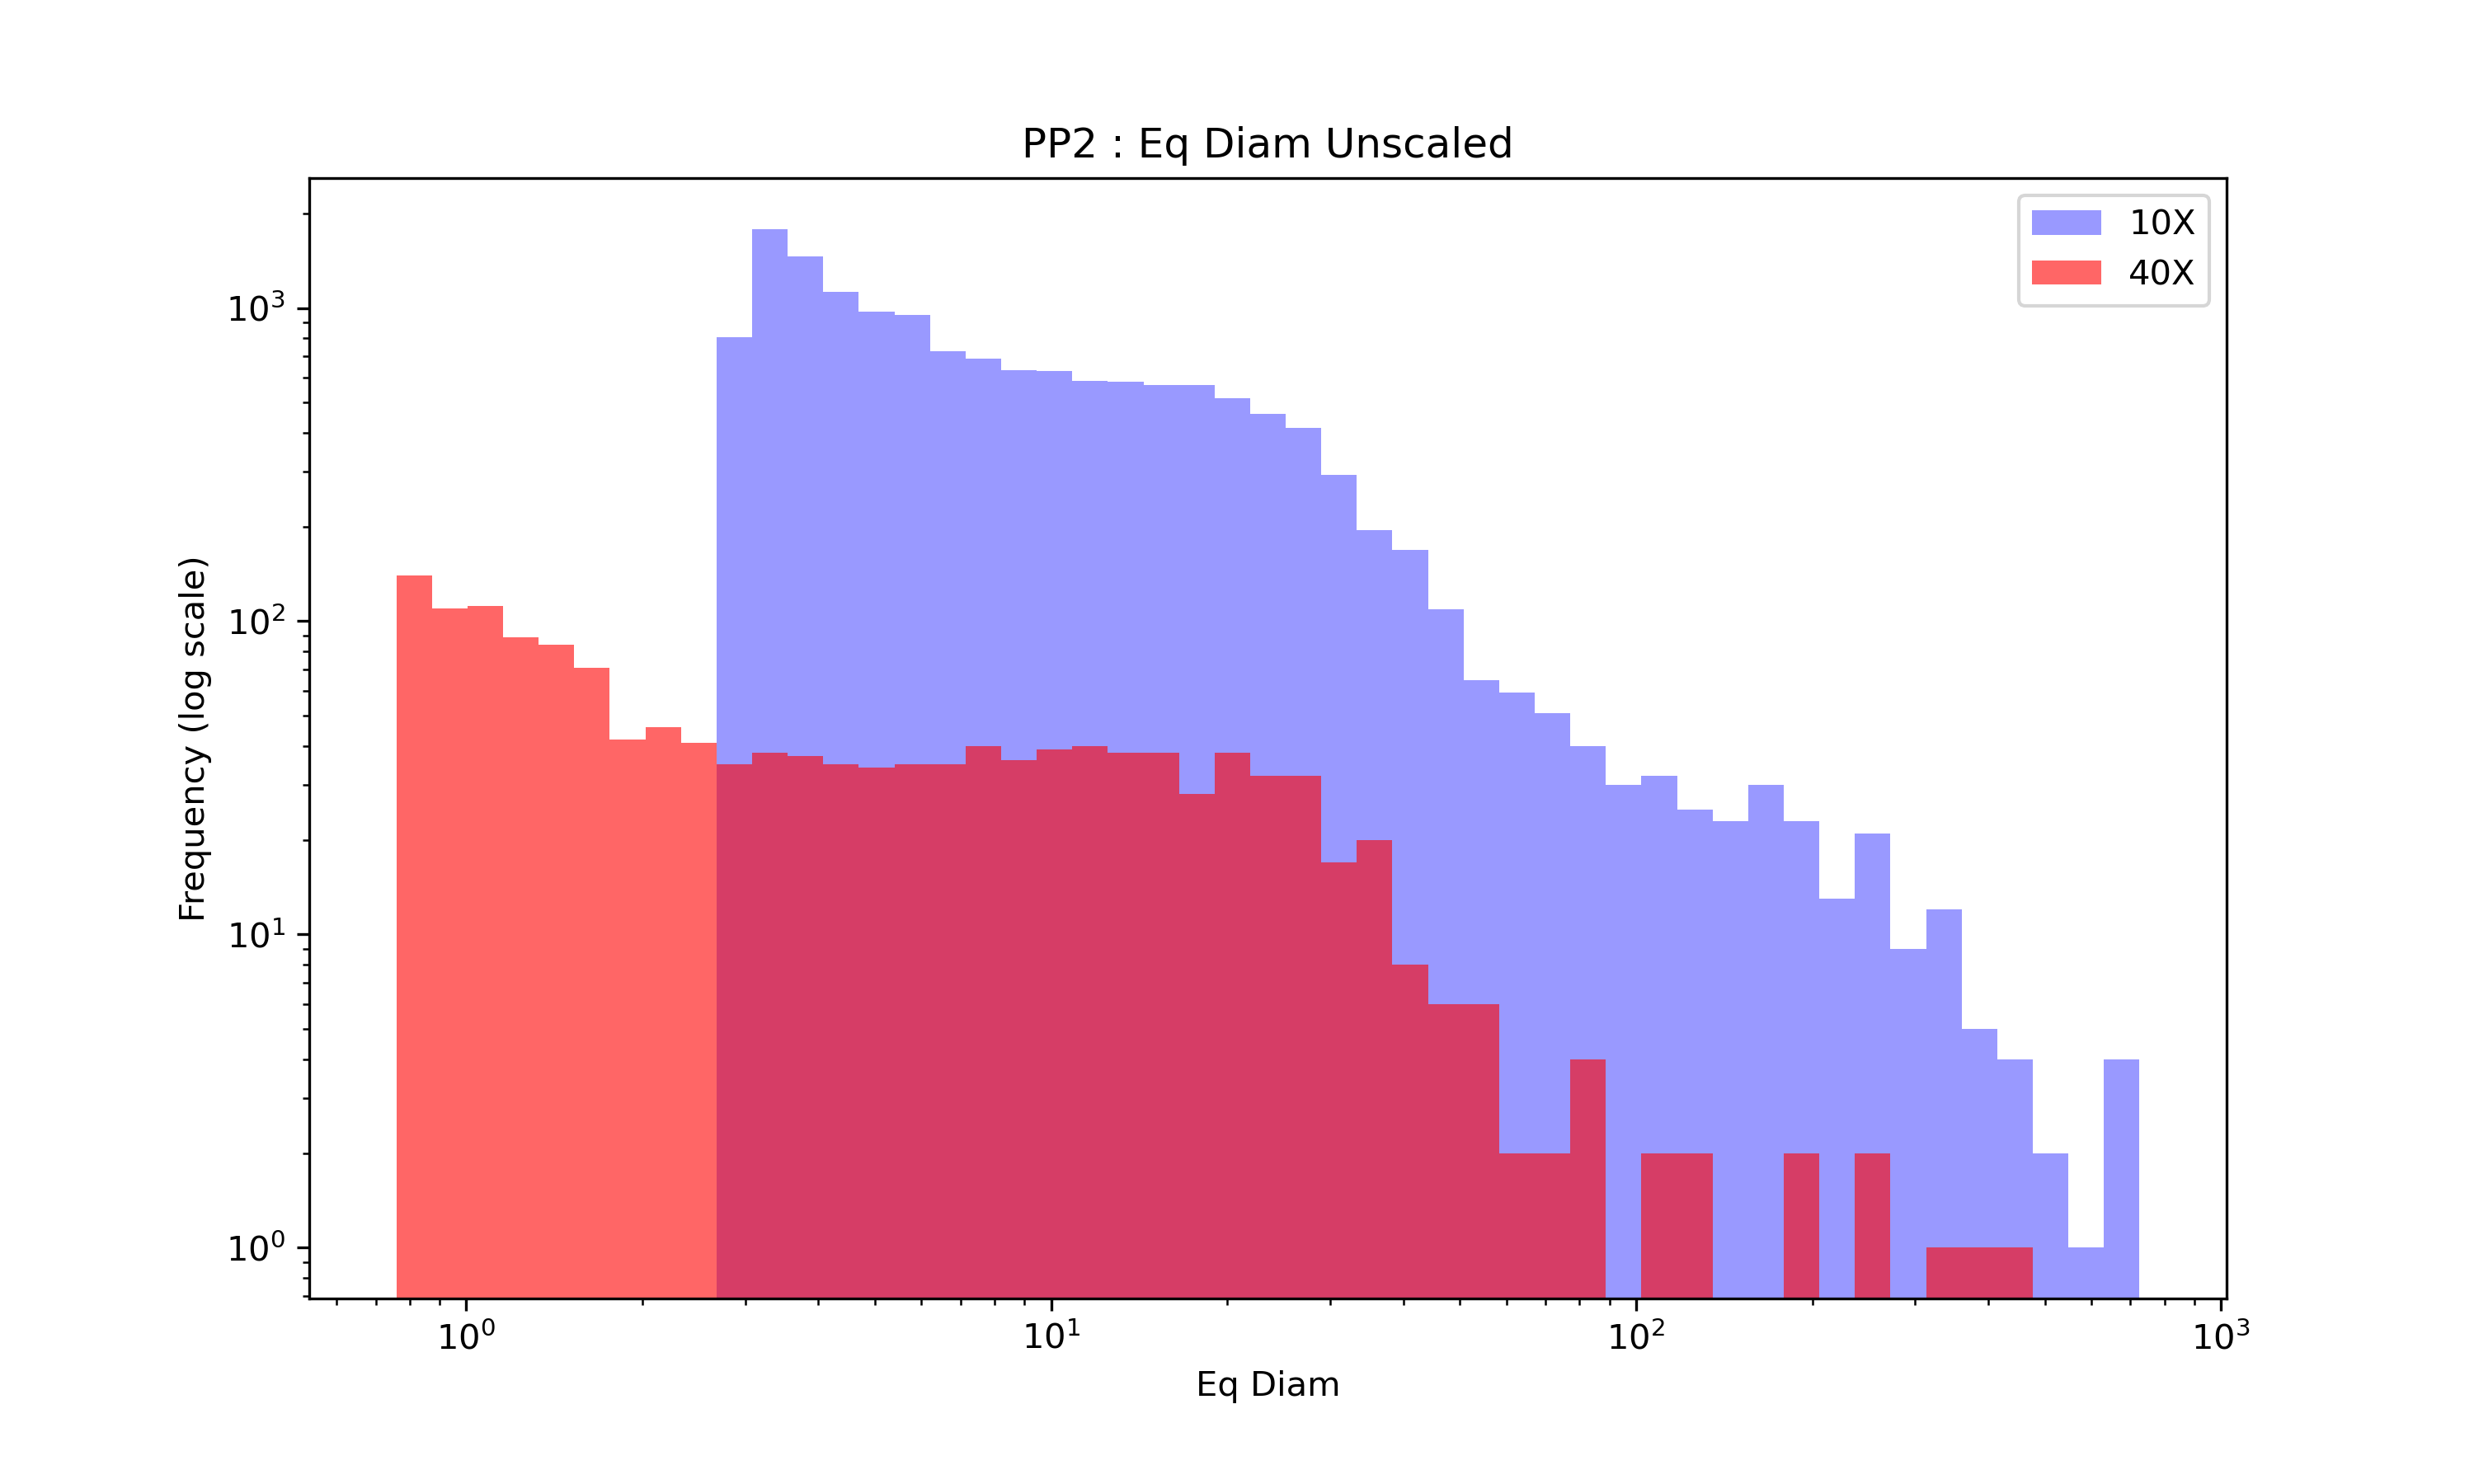 PP2 : Eq Diam Unscaled
10X
40X
Frequency (log scale)
10³
10²
10¹
10⁰
10⁰ 10¹ 10² 10³
Eq Diam